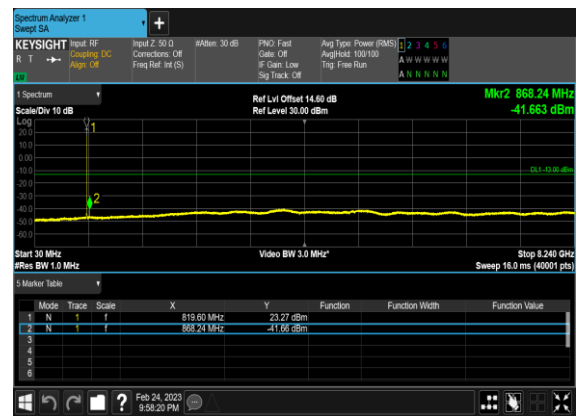 Spectrum Analyzer 1
Swept SA
KEYSIGHT Input: RF Input Z: 50 Ω #Atten: 30 dB PNO: Fast Avg Type: Power (RMS) 1 2 3 4 5 6
R T Coupling: DC Corrections: Off Gate: Off Avg|Hold: 100/100 A W W W W W
Align: Off Freq Ref: Int (S) IF Gain: Low Trig: Free Run
Sig Track: Off A N N N N N
1 Spectrum Ref Lvl Offset 14.60 dB Mkr2 868.24 MHz
Scale/Div 10 dB Ref Level 30.00 dBm -41.663 dBm
Log
20.0 1
10.0
0.00
-10.0 DL1 -13.00 dBm
-20.0
-30.0
-40.0 2
-50.0
-60.0
Start 30 MHz Video BW 3.0 MHz* Stop 8.240 GHz
#Res BW 1.0 MHz Sweep 16.0 ms (40001 pts)
5 Marker Table
Mode Trace Scale X Y Function Function Width Function Value
1 N 1 f 819.60 MHz 23.27 dBm
2 N 1 f 868.24 MHz -41.66 dBm
3
4
5
6
? Feb 24, 2023
9:58:20 PM